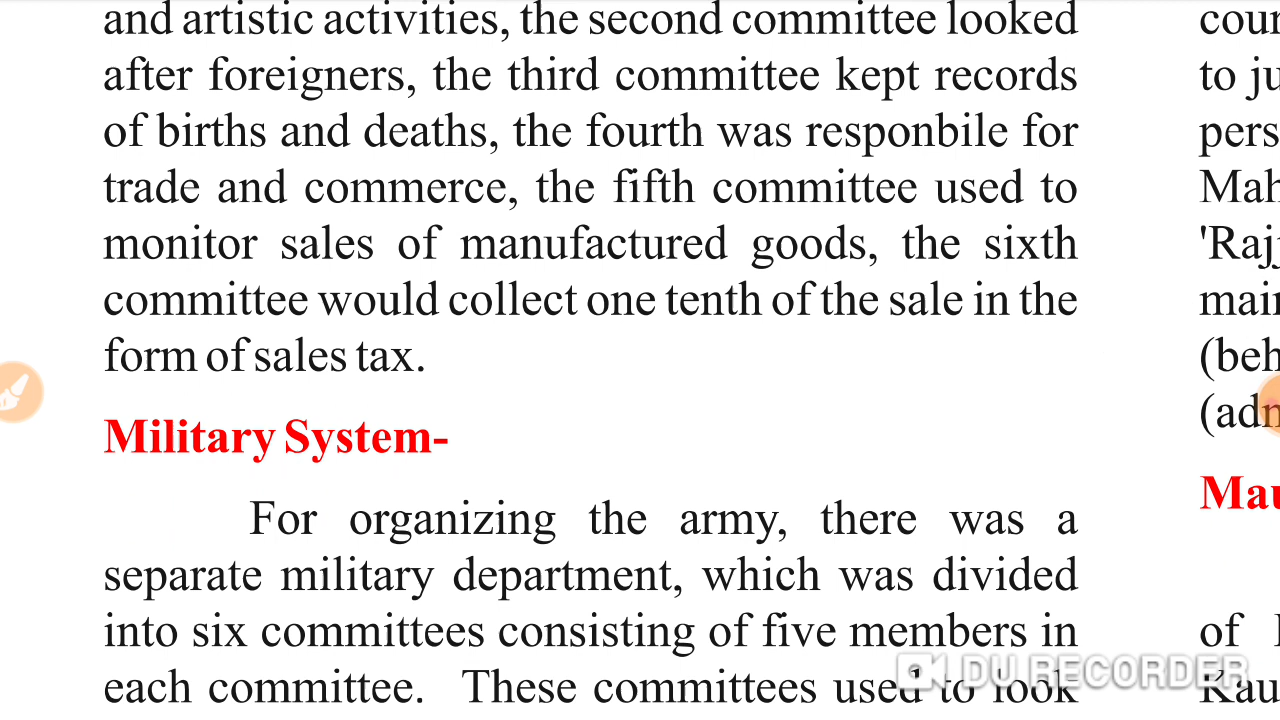 and artistic activities, the second committee looked
after foreigners, the third committee kept records
of births and deaths, the fourth was responbile for
trade and commerce, the fifth committee used to
monitor sales of manufactured goods, the sixth
committee would collect one tenth of the sale in the
form of sales tax.
Military System-
For organizing the army, there was a
separate military department, which was divided
into six committees consisting of five members in
each committee. These committees used to look
to
'Raj
of
DU RECORDER